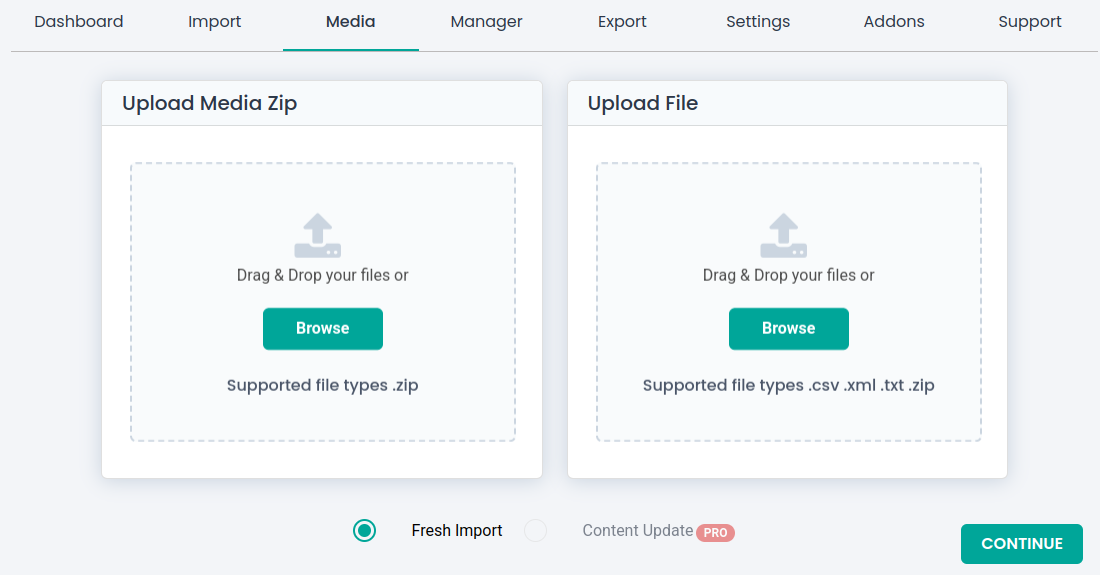 Dashboard Import Media Manager Export Settings Addons Support
Upload Media Zip
Drag & Drop your files or
Browse
Supported file types .zip
Upload File
Drag & Drop your files or
Browse
Supported file types .csv .xml .txt .zip
Fresh Import Content Update PRO
CONTINUE